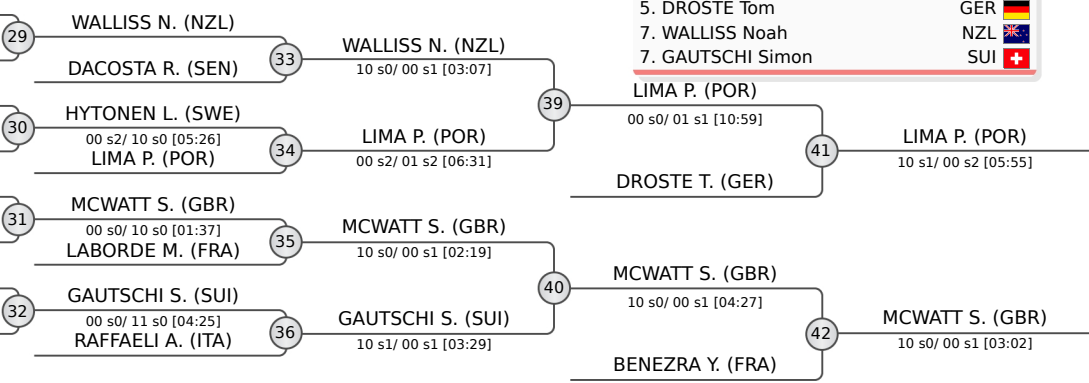 5. DROSTE Tom GER
7. WALLISS Noah NZL
7. GAUTSCHI Simon SUI
29
WALLISS N. (NZL)
DACOSTA R. (SEN)
33
WALLISS N. (NZL)
10 s0/ 00 s1 [03:07]
30
HYTONEN L. (SWE)
00 s2/ 10 s0 [05:26]
LIMA P. (POR)
34
LIMA P. (POR)
00 s2/ 01 s2 [06:31]
39
LIMA P. (POR)
00 s0/ 01 s1 [10:59]
DROSTE T. (GER)
41
LIMA P. (POR)
10 s1/ 00 s2 [05:55]
31
MCWATT S. (GBR)
00 s0/ 10 s0 [01:37]
LABORDE M. (FRA)
35
MCWATT S. (GBR)
10 s0/ 00 s1 [02:19]
32
GAUTSCHI S. (SUI)
00 s0/ 11 s0 [04:25]
RAFFAELI A. (ITA)
36
GAUTSCHI S. (SUI)
10 s1/ 00 s1 [03:29]
40
MCWATT S. (GBR)
10 s0/ 00 s1 [04:27]
BENEZRA Y. (FRA)
42
MCWATT S. (GBR)
10 s0/ 00 s1 [03:02]